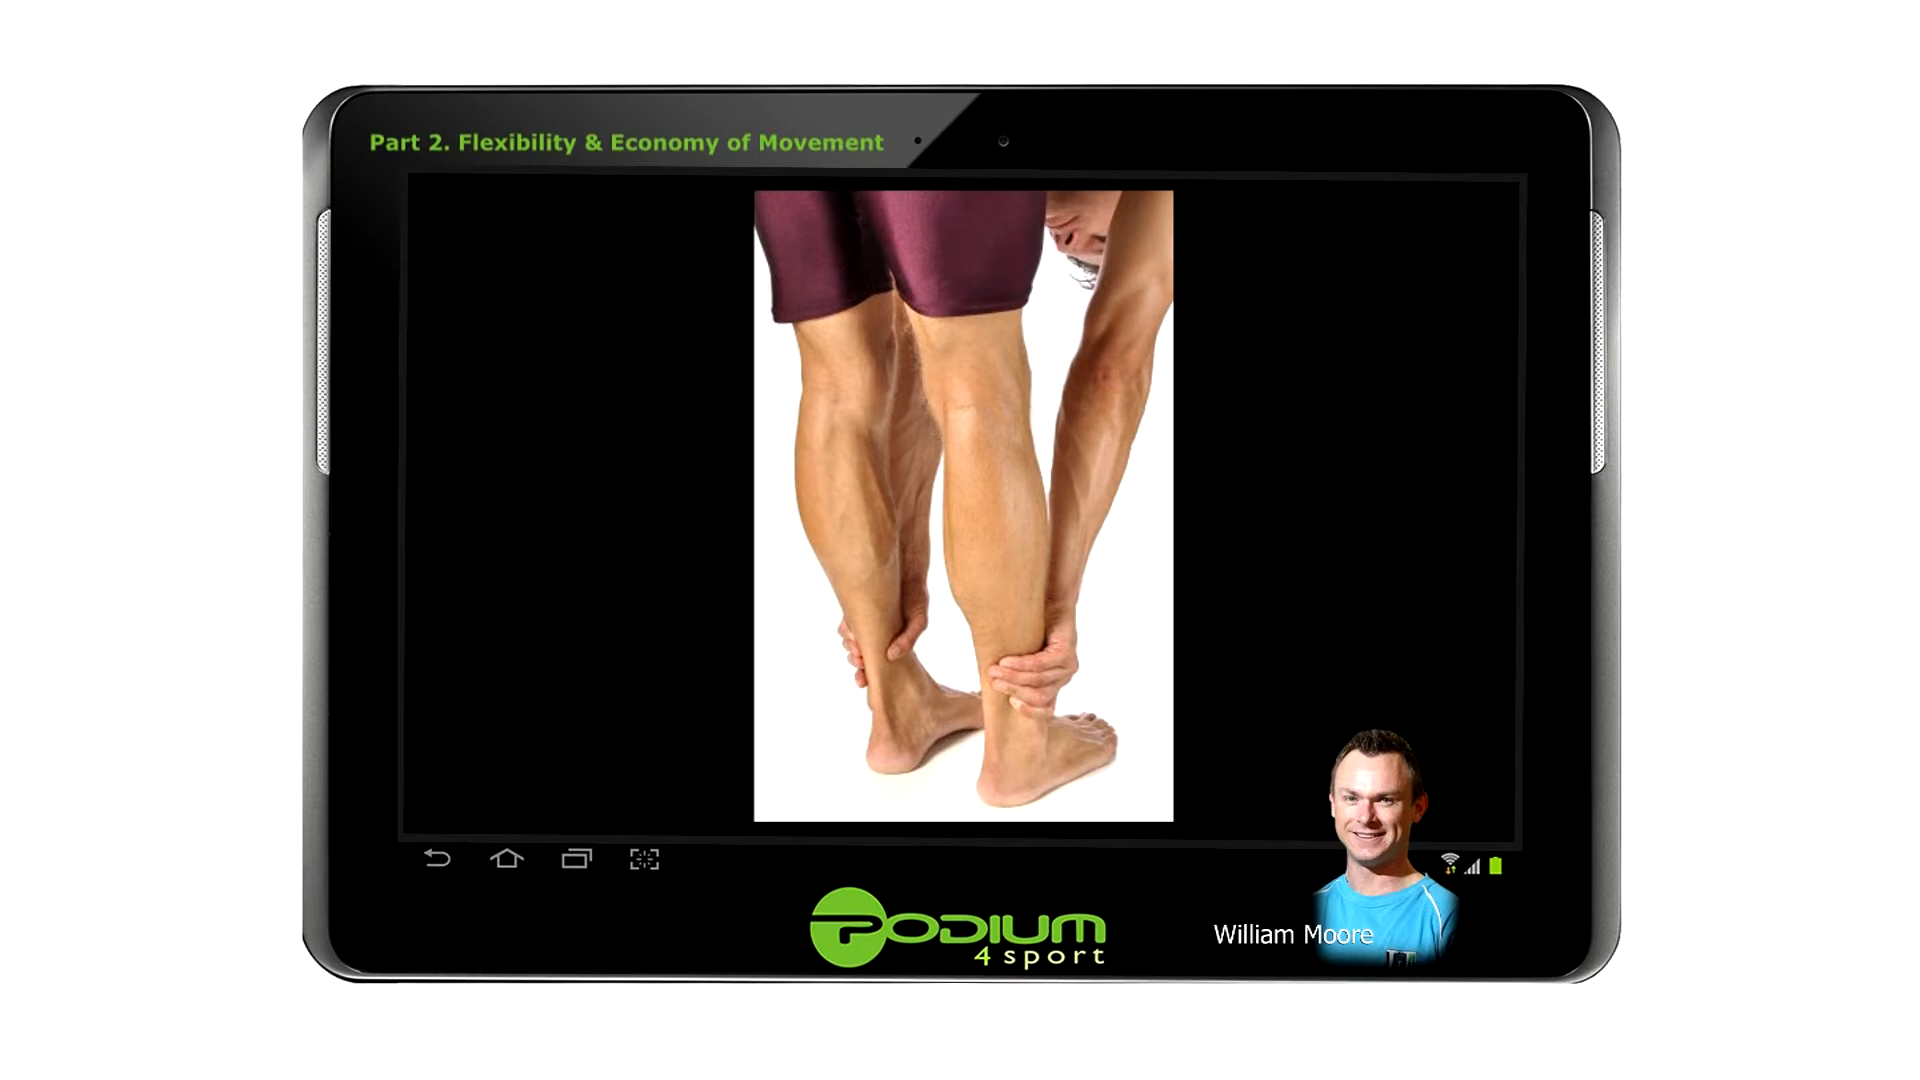 Part 2. Flexibility & Economy of Movement
PODIUM
4 sport
William Moore